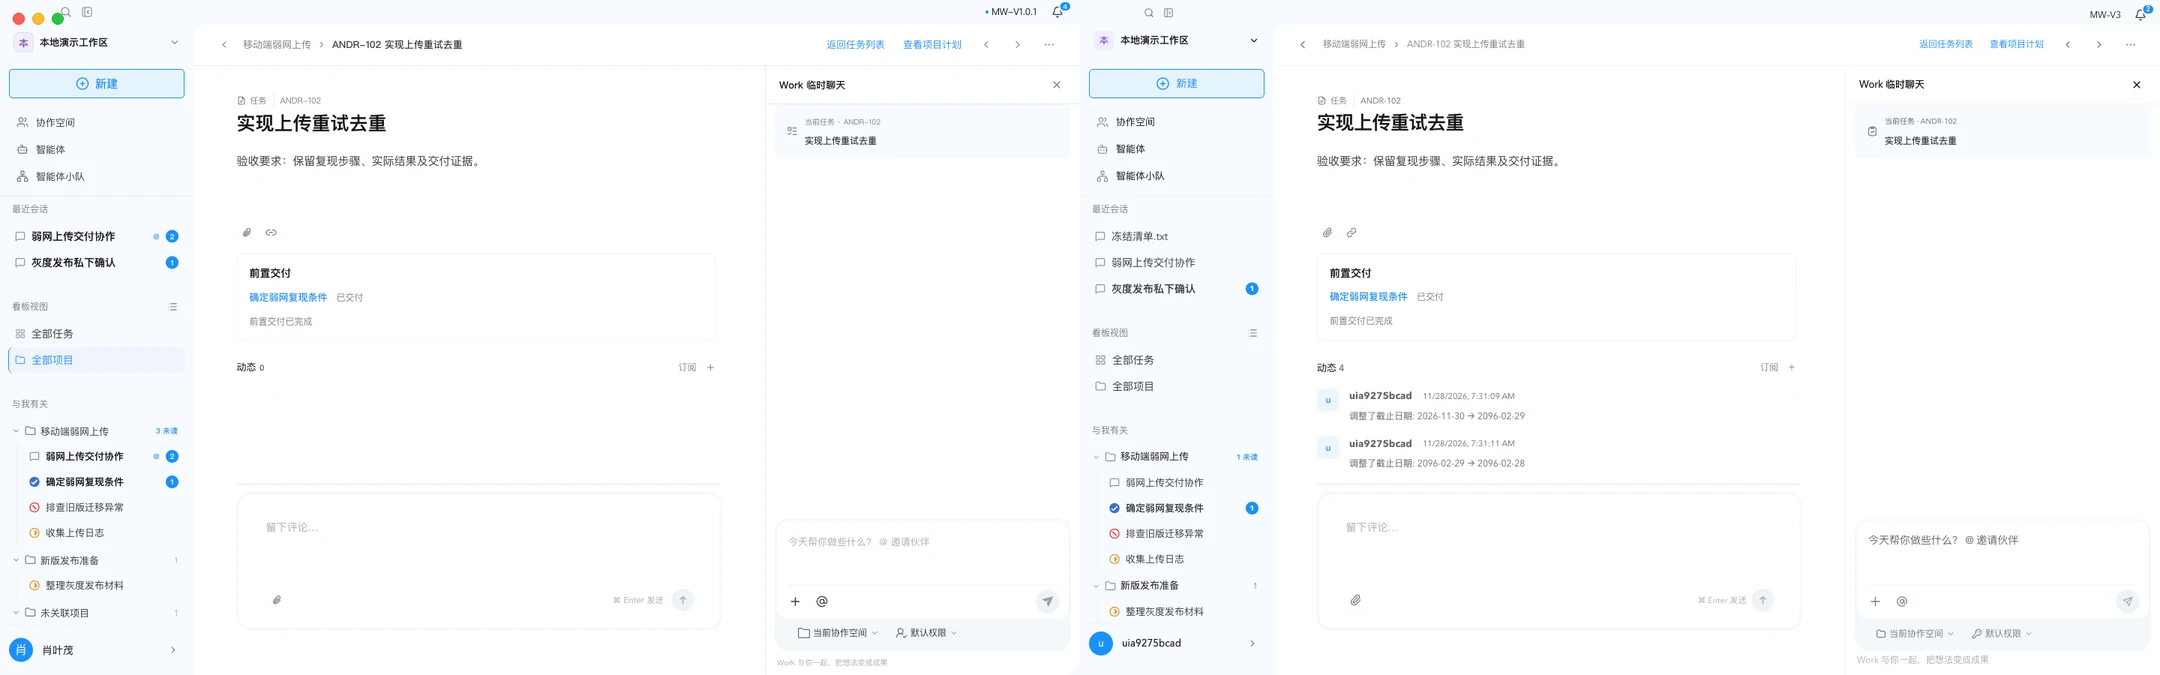 MW-V1.0.1
4
本 本地演示工作区
新建
协作空间
智能体
智能体小队
最近会话
弱网上传交付协作 @ 2
灰度发布私下确认 1
看板视图
全部任务
全部项目
与我有关
移动端弱网上传 3 未读
弱网上传交付协作 @ 2
确定弱网复现条件 1
排查旧版迁移异常
收集上传日志
新版发布准备 1
整理灰度发布材料
未关联项目 1
肖 肖叶茂
移动端弱网上传 ANDR-102 实现上传重试去重
返回任务列表 查看项目计划
任务 ANDR-102
实现上传重试去重
验收要求：保留复现步骤、实际结果及交付证据。
前置交付
确定弱网复现条件 已交付
前置交付已完成
动态 0 订阅
留下评论...
⌘ Enter 发送
Work 临时聊天
当前任务 · ANDR-102
实现上传重试去重
今天帮你做些什么？ @ 邀请伙伴
@
当前协作空间 默认权限
Work 与你一起，把想法变成成果
MW-V3
2
本 本地演示工作区
新建
协作空间
智能体
智能体小队
最近会话
冻结清单.txt
弱网上传交付协作
灰度发布私下确认 1
看板视图
全部任务
全部项目
与我有关
移动端弱网上传 1 未读
弱网上传交付协作
确定弱网复现条件 1
排查旧版迁移异常
收集上传日志
新版发布准备 1
整理灰度发布材料
u uia9275bcad
移动端弱网上传 ANDR-102 实现上传重试去重
返回任务列表 查看项目计划
任务 ANDR-102
实现上传重试去重
验收要求：保留复现步骤、实际结果及交付证据。
前置交付
确定弱网复现条件 已交付
前置交付已完成
动态 4 订阅
u uia9275bcad 11/28/2026, 7:31:09 AM
调整了截止日期: 2026-11-30 → 2096-02-29
u uia9275bcad 11/28/2026, 7:31:11 AM
调整了截止日期: 2096-02-29 → 2096-02-28
留下评论...
⌘ Enter 发送
Work 临时聊天
当前任务 · ANDR-102
实现上传重试去重
今天帮你做些什么？ @ 邀请伙伴
@
当前协作空间 默认权限
Work 与你一起，把想法变成成果